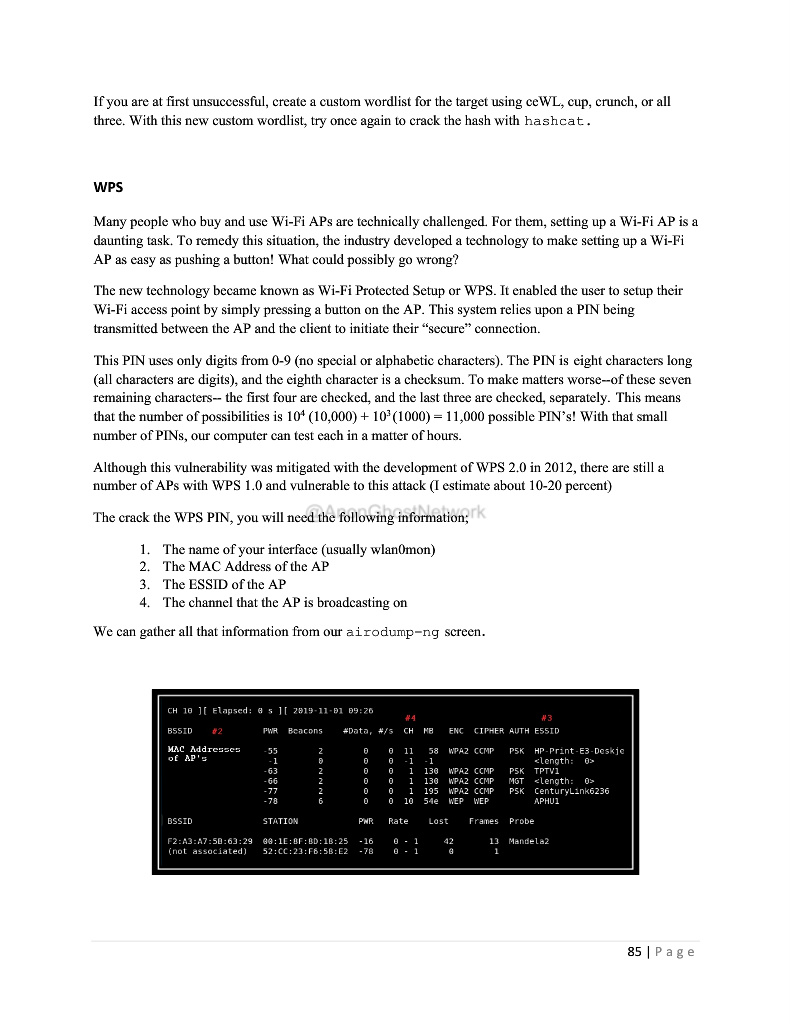 If you are at first unsuccessful, create a custom wordlist for the target using ceWL, cup, crunch, or all
three. With this new custom wordlist, try once again to crack the hash with hashcat.
WPS
Many people who buy and use Wi-Fi APs are technically challenged. For them, setting up a Wi-Fi AP is a
daunting task. To remedy this situation, the industry developed a technology to make setting up a Wi-Fi
AP as easy as pushing a button! What could possibly go wrong?
The new technology became known as Wi-Fi Protected Setup or WPS. It enabled the user to setup their
Wi-Fi access point by simply pressing a button on the AP. This system relies upon a PIN being
transmitted between the AP and the client to initiate their “secure” connection.
This PIN uses only digits from 0-9 (no special or alphabetic characters). The PIN is eight characters long
(all characters are digits), and the eighth character is a checksum. To make matters worse--of these seven
remaining characters-- the first four are checked, and the last three are checked, separately. This means
that the number of possibilities is 10⁴ (10,000) + 10³ (1000) = 11,000 possible PIN’s! With that small
number of PINs, our computer can test each in a matter of hours.
Although this vulnerability was mitigated with the development of WPS 2.0 in 2012, there are still a
number of APs with WPS 1.0 and vulnerable to this attack (I estimate about 10-20 percent)
@AnonGhostNetwork
The crack the WPS PIN, you will need the following information;
1. The name of your interface (usually wlan0mon)
2. The MAC Address of the AP
3. The ESSID of the AP
4. The channel that the AP is broadcasting on
We can gather all that information from our airodump-ng screen.
CH 10 ][ Elapsed: 0 s ][ 2019-11-01 09:26
#4 #3
BSSID #2 PWR Beacons #Data, #/s CH MB ENC CIPHER AUTH ESSID
MAC Addresses -55 2 0 0 11 58 WPA2 CCMP PSK HP-Print-E3-Deskje
of AP's -1 0 0 0 -1 -1 <length: 0>
-63 2 0 0 1 130 WPA2 CCMP PSK TPTV1
-66 2 0 0 1 130 WPA2 CCMP MGT <length: 0>
-77 2 0 0 1 195 WPA2 CCMP PSK CenturyLink6236
-78 6 0 0 10 54e WEP WEP APHU1
BSSID STATION PWR Rate Lost Frames Probe
F2:A3:A7:5B:63:29 00:1E:8F:8D:18:25 -16 0 - 1 42 13 Mandela2
(not associated) 52:CC:23:F6:58:E2 -78 0 - 1 0 1
85 | Page